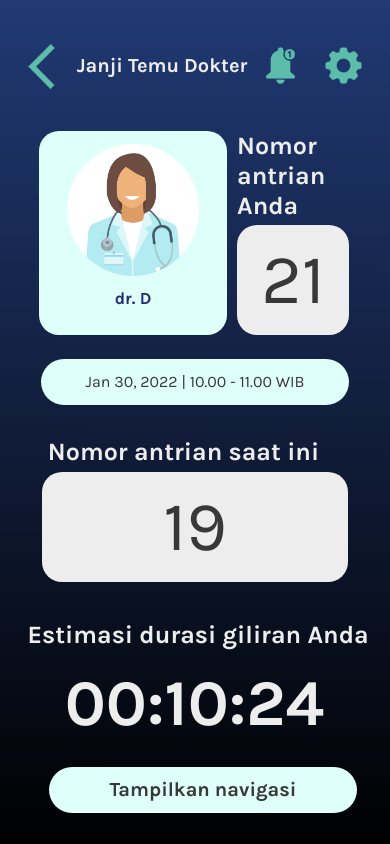 Janji Temu Dokter
1
Nomor
antrian
Anda
dr. D
21
Jan 30, 2022 | 10.00 - 11.00 WIB
Nomor antrian saat ini
19
Estimasi durasi giliran Anda
00:10:24
Tampilkan navigasi